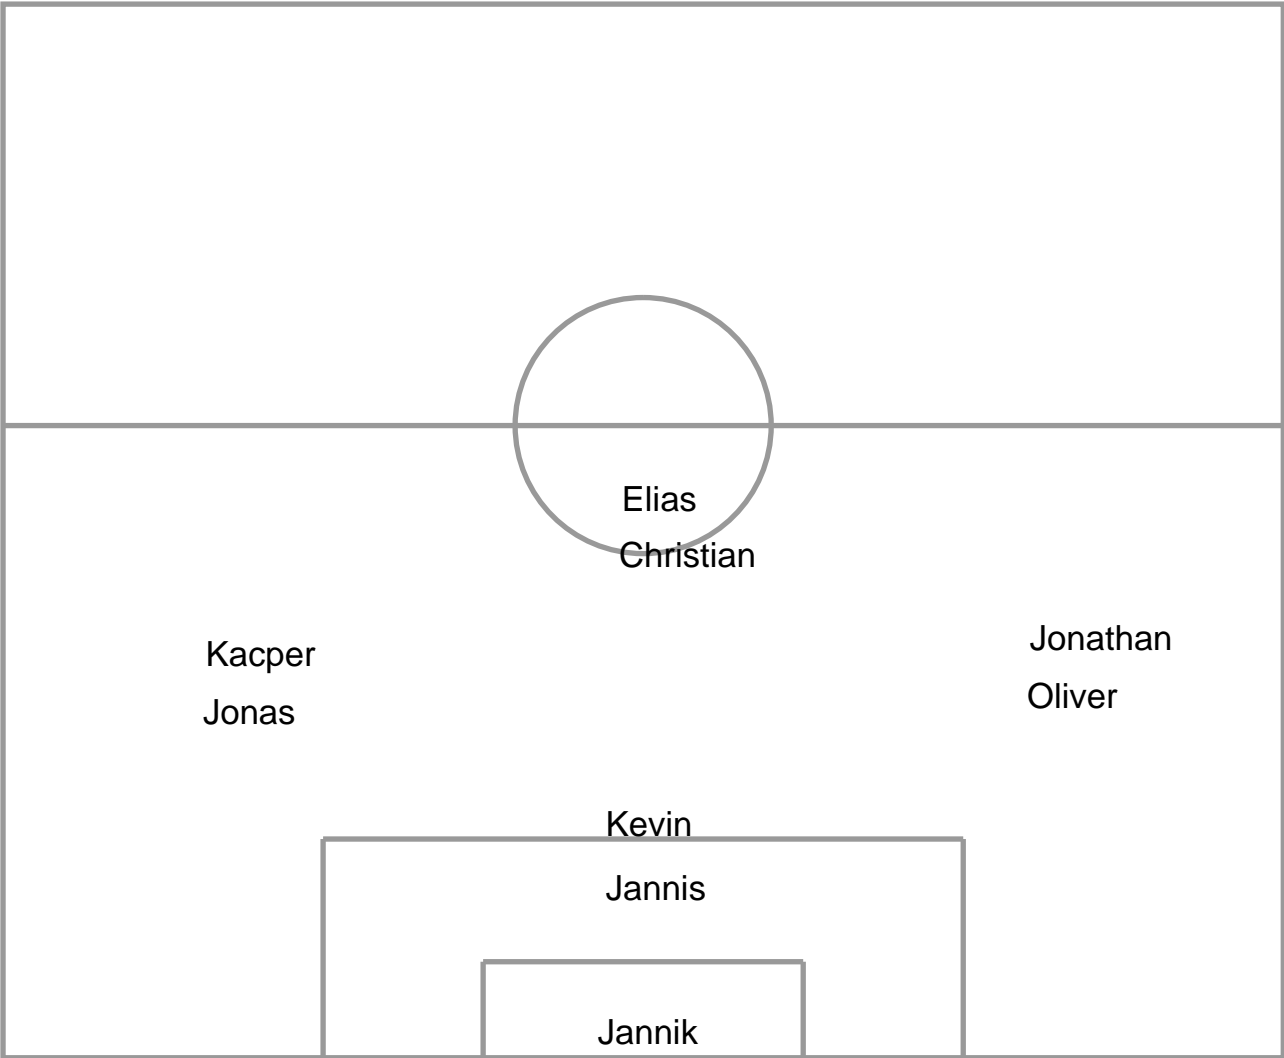 Elias
Christian
Jonathan
Kacper
Oliver
Jonas
Kevin
Jannis
Jannik